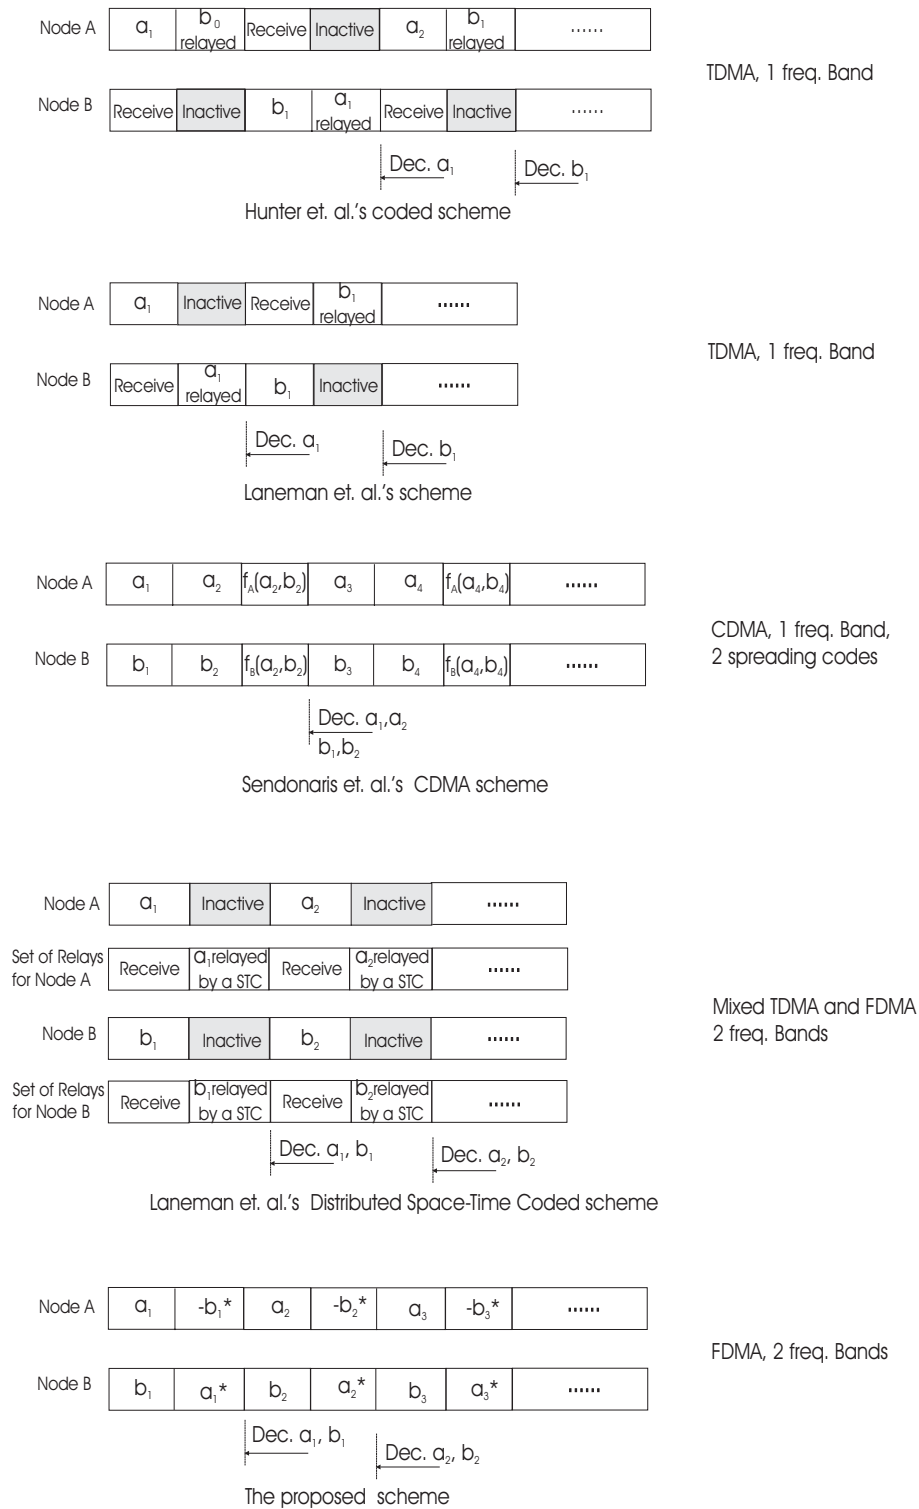 Node A a₁ b₀ relayed Receive Inactive a₂ b₁ relayed ......
TDMA, 1 freq. Band
Node B Receive Inactive b₁ a₁ relayed Receive Inactive ......
Dec. a₁ Dec. b₁
Hunter et. al.'s coded scheme
Node A a₁ Inactive Receive b₁ relayed ......
TDMA, 1 freq. Band
Node B Receive a₁ relayed b₁ Inactive ......
Dec. a₁ Dec. b₁
Laneman et. al.'s scheme
Node A a₁ a₂ f_A(a₂,b₂) a₃ a₄ f_A(a₄,b₄) ......
CDMA, 1 freq. Band,
2 spreading codes
Node B b₁ b₂ f_B(a₂,b₂) b₃ b₄ f_B(a₄,b₄) ......
Dec. a₁,a₂
b₁,b₂
Sendonaris et. al.'s CDMA scheme
Node A a₁ Inactive a₂ Inactive ......
Set of Relays
for Node A
Receive a₁relayed by a STC Receive a₂relayed by a STC ......
Mixed TDMA and FDMA
2 freq. Bands
Node B b₁ Inactive b₂ Inactive ......
Set of Relays
for Node B
Receive b₁relayed by a STC Receive b₂relayed by a STC ......
Dec. a₁, b₁ Dec. a₂, b₂
Laneman et. al.'s Distributed Space-Time Coded scheme
Node A a₁ -b₁* a₂ -b₂* a₃ -b₃* ......
FDMA, 2 freq. Bands
Node B b₁ a₁* b₂ a₂* b₃ a₃* ......
Dec. a₁, b₁ Dec. a₂, b₂
The proposed scheme